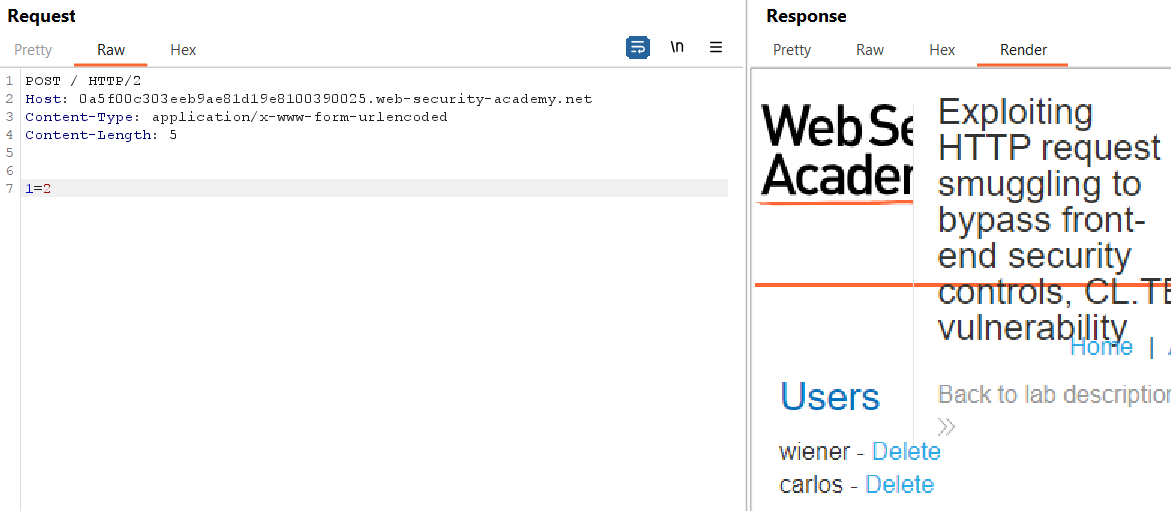 Request
Pretty Raw Hex
\n
1 POST / HTTP/2
2 Host: 0a5f00c303eeb9ae81d19e8100390025.web-security-academy.net
3 Content-Type: application/x-www-form-urlencoded
4 Content-Length: 5
5
6
7 1=2
Response
Pretty Raw Hex Render
Web Se
Academ
Exploiting
HTTP request
smuggling to
bypass front-
end security
controls, CL.TE
vulnerability
Home |
Back to lab description
Users
wiener - Delete
carlos - Delete